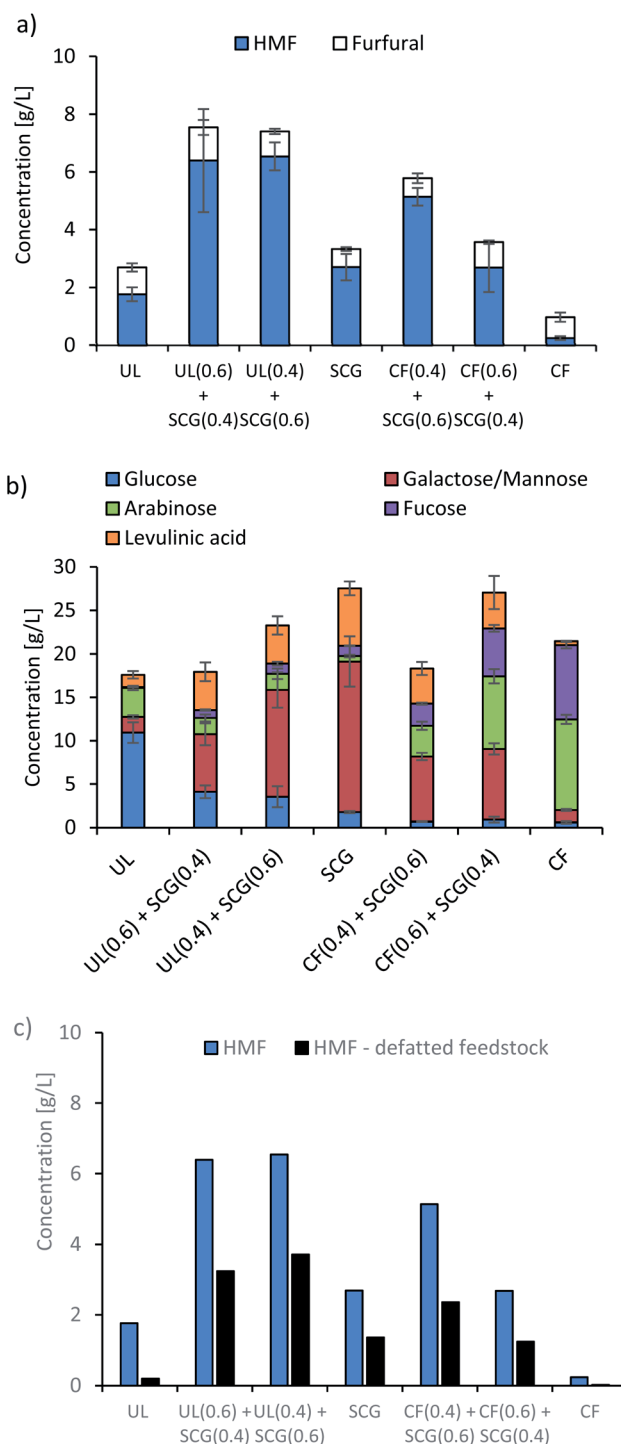 a)
HMF Furfural
Concentration [g/L]
10
8
6
4
2
0
UL UL(0.6) + SCG(0.4) UL(0.4) + SCG(0.6) SCG CF(0.4) + SCG(0.6) CF(0.6) + SCG(0.4) CF
b)
Glucose Galactose/Mannose
Arabinose Fucose
Levulinic acid
Concentration [g/L]
30
25
20
15
10
5
0
UL
UL(0.6) + SCG(0.4)
UL(0.4) + SCG(0.6)
SCG
CF(0.4) + SCG(0.6)
CF(0.6) + SCG(0.4)
CF
c)
HMF HMF - defatted feedstock
Concentration [g/L]
10
8
6
4
2
0
UL UL(0.6) + SCG(0.4) UL(0.4) + SCG(0.6) SCG CF(0.4) + SCG(0.6) CF(0.6) + SCG(0.4) CF